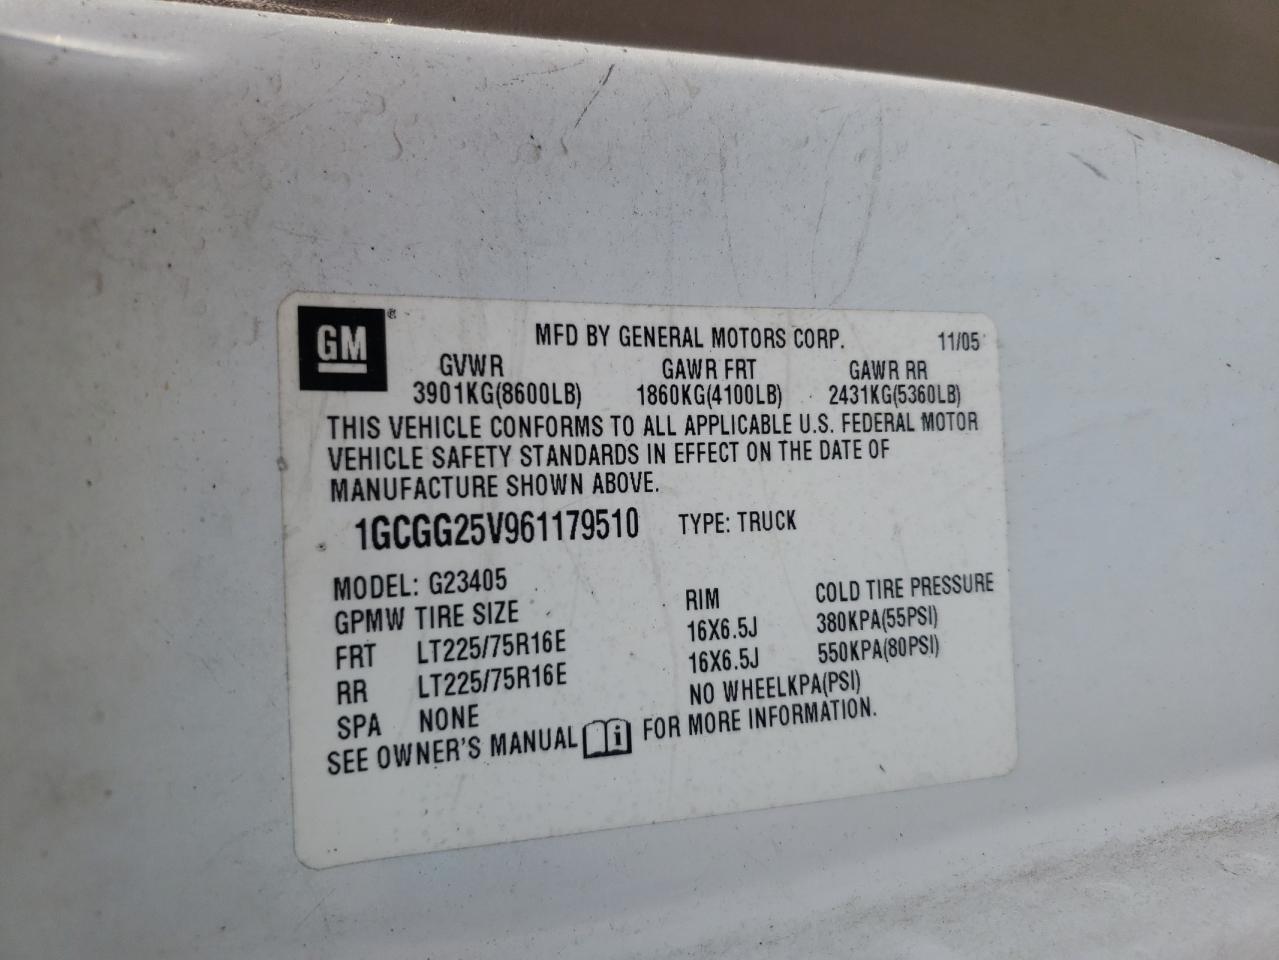 GM ® MFD BY GENERAL MOTORS CORP. 11/05
GVWR GAWR FRT GAWR RR
3901KG(8600LB) 1860KG(4100LB) 2431KG(5360LB)
THIS VEHICLE CONFORMS TO ALL APPLICABLE U.S. FEDERAL MOTOR
VEHICLE SAFETY STANDARDS IN EFFECT ON THE DATE OF
MANUFACTURE SHOWN ABOVE.
1GCGG25V961179510 TYPE: TRUCK
MODEL: G23405
GPMW TIRE SIZE RIM COLD TIRE PRESSURE
FRT LT225/75R16E 16X6.5J 380KPA(55PSI)
RR LT225/75R16E 16X6.5J 550KPA(80PSI)
SPA NONE NO WHEELKPA(PSI)
SEE OWNER'S MANUAL i FOR MORE INFORMATION.